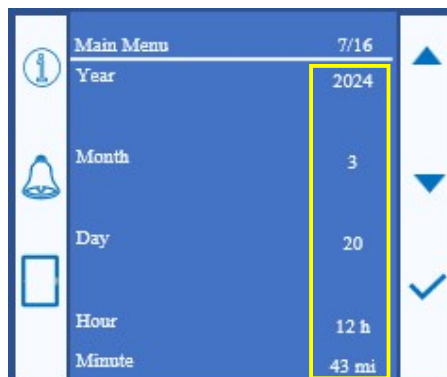 Main Menu 7/16
Year 2024
Month 3
Day 20
Hour 12 h
Minute 43 mi